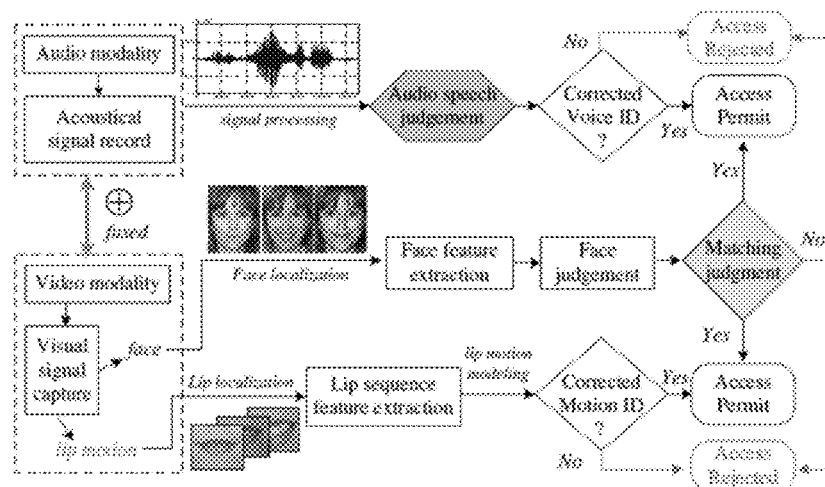 Audio modality
Acoustical
signal record
signal processing
Audio speech
judgement
No
Corrected
Voice ID
?
Yes
Access
Rejected
Access
Permit
fused
Yes
Video modality
Visual
signal
capture
face
lip motion
Face localization
Face feature
extraction
Face
judgement
Matching
judgment
No
Yes
Lip localization
Lip sequence
feature extraction
lip motion
modeling
Corrected
Motion ID
?
Yes
Access
Permit
No
Access
Rejected